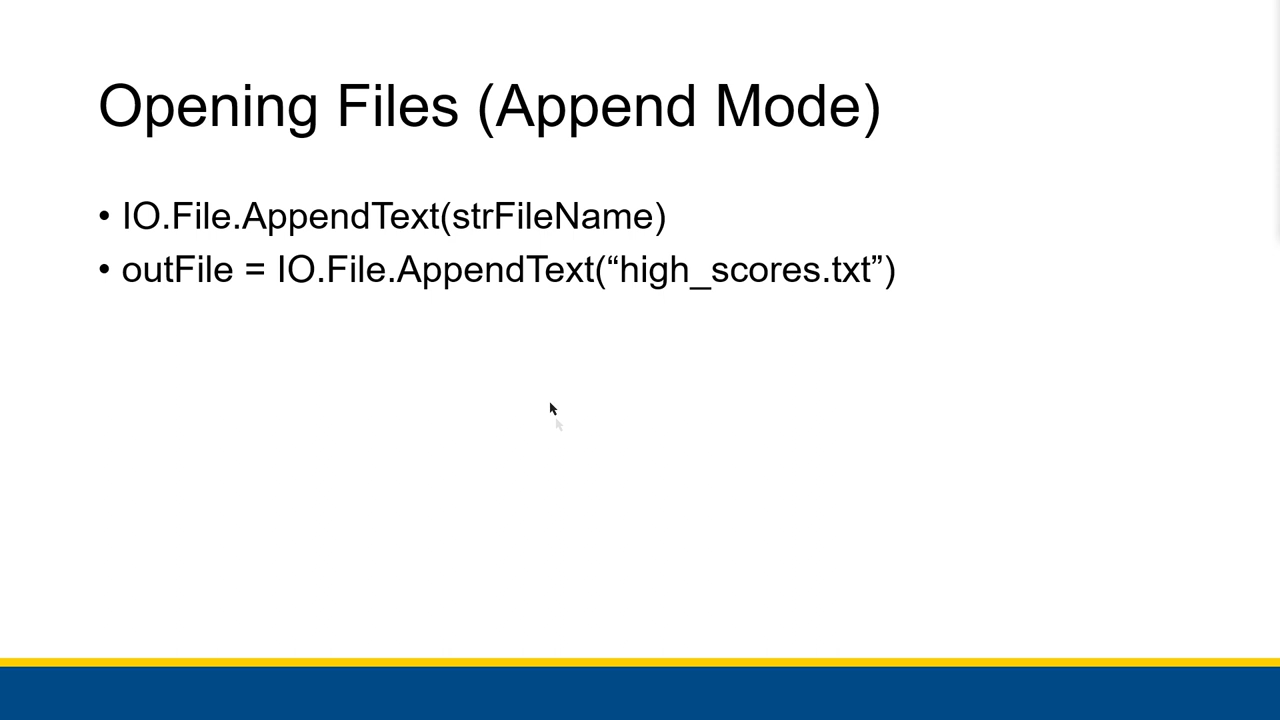 Opening Files (Append Mode)
• IO.File.AppendText(strFileName)
• outFile = IO.File.AppendText(“high_scores.txt”)